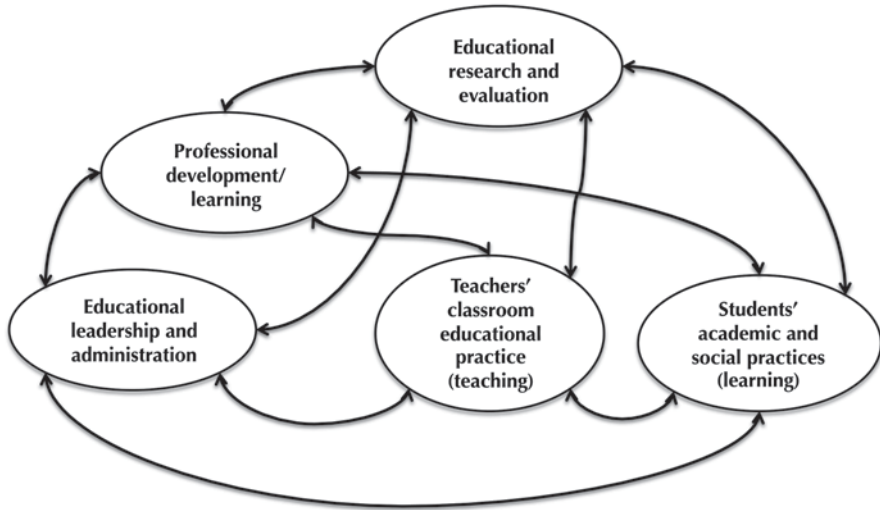 Educational
research and
evaluation
Professional
development/
learning
Educational
leadership and
administration
Teachers’
classroom
educational
practice
(teaching)
Students’
academic and
social practices
(learning)